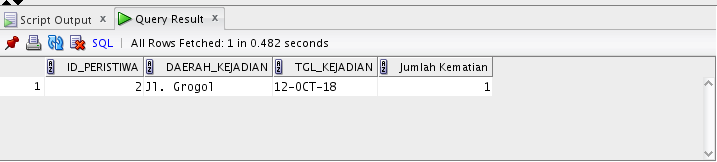 Script Output x Query Result x
SQL | All Rows Fetched: 1 in 0.482 seconds
ID_PERISTIWA DAERAH_KEJADIAN TGL_KEJADIAN Jumlah Kematian
1 2 Jl. Grogol 12-OCT-18 1